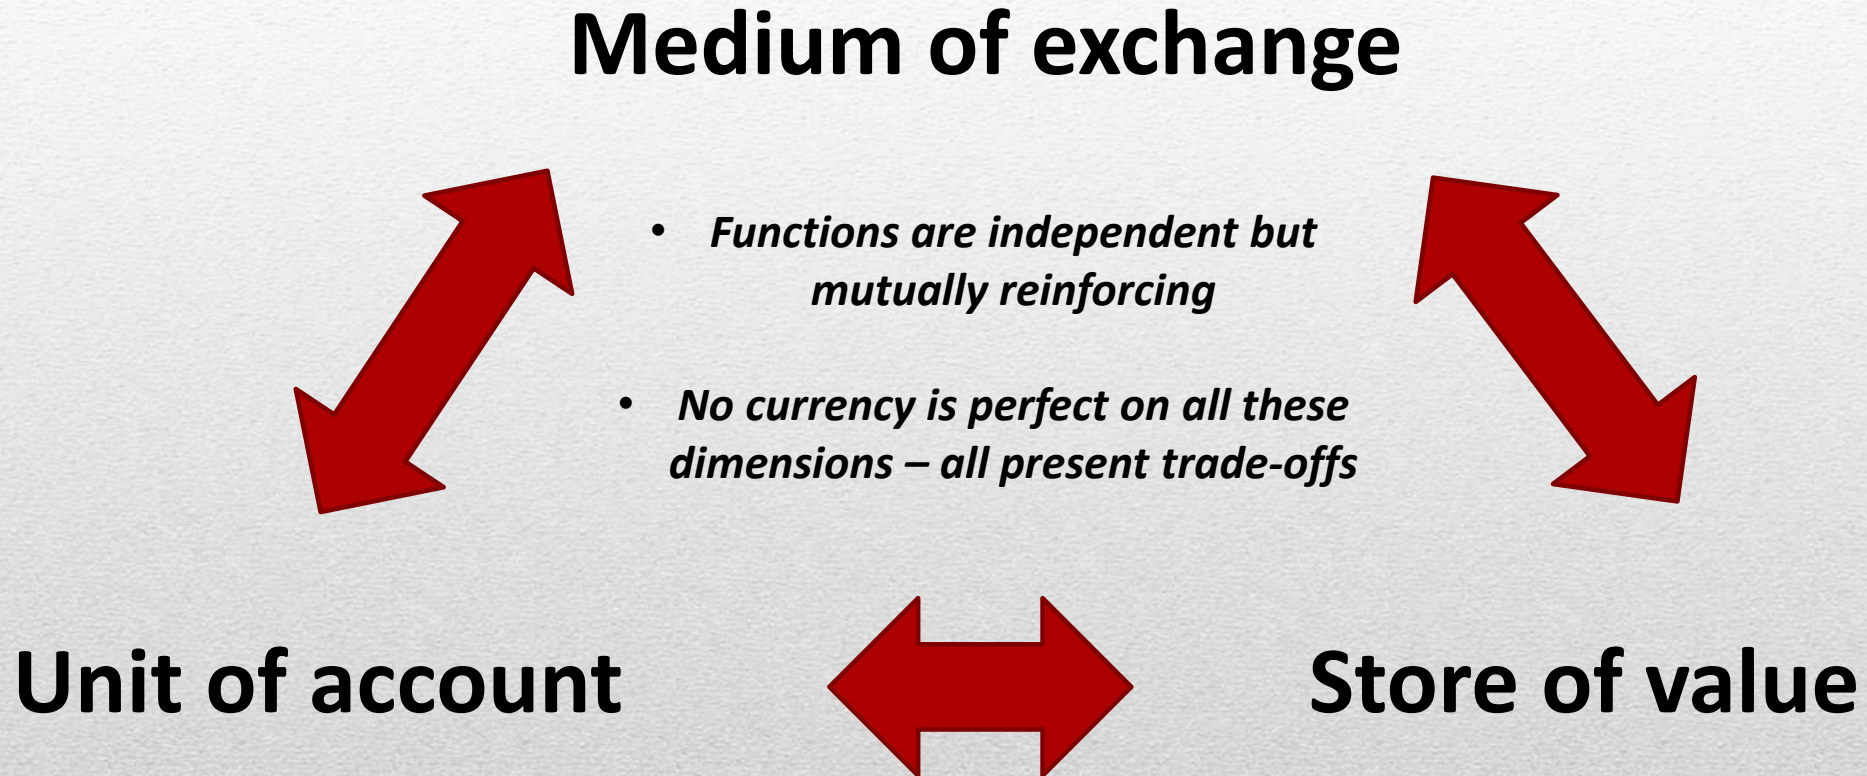 Medium of exchange
• Functions are independent but
mutually reinforcing
• No currency is perfect on all these
dimensions – all present trade-offs
Unit of account
Store of value